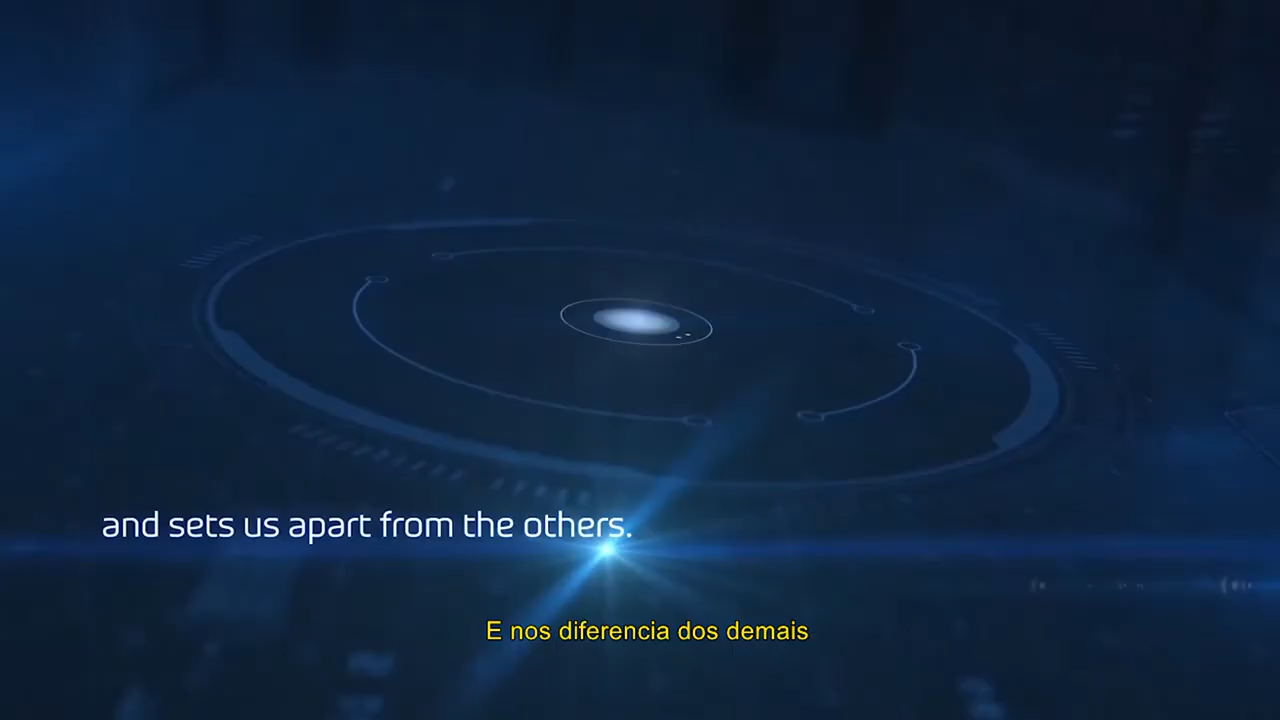 and sets us apart from the others.
E nos diferencia dos demais